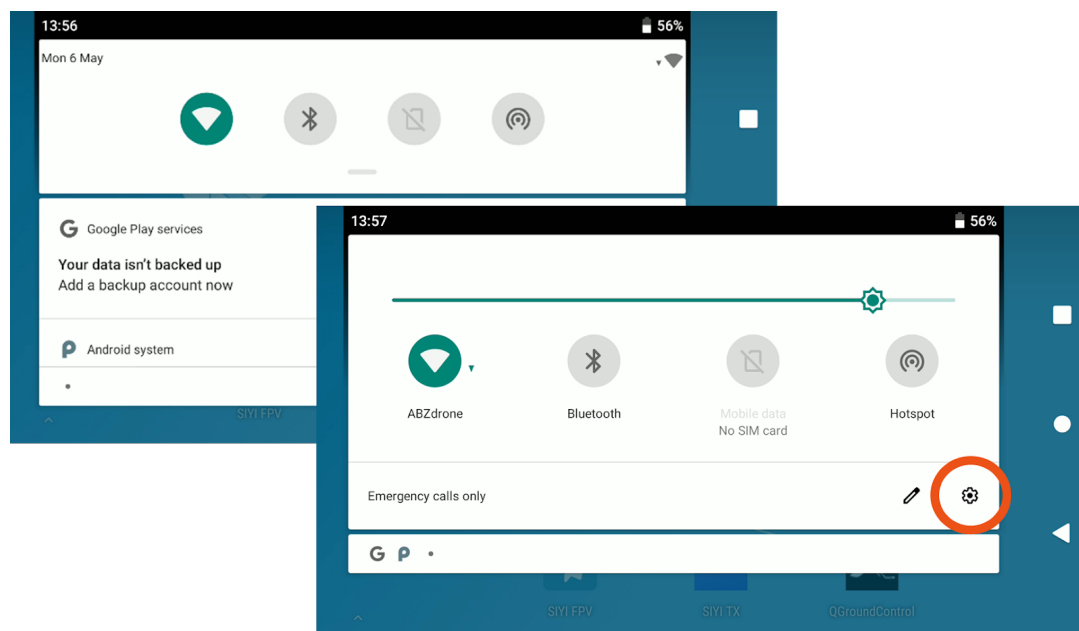 13:56
56%
Mon 6 May
Google Play services
Your data isn't backed up
Add a backup account now
Android system
SIYI FPV
13:57
56%
ABZdrone
Bluetooth
Mobile data
No SIM card
Hotspot
Emergency calls only
SIYI FPV
SIYI TX
QGroundControl